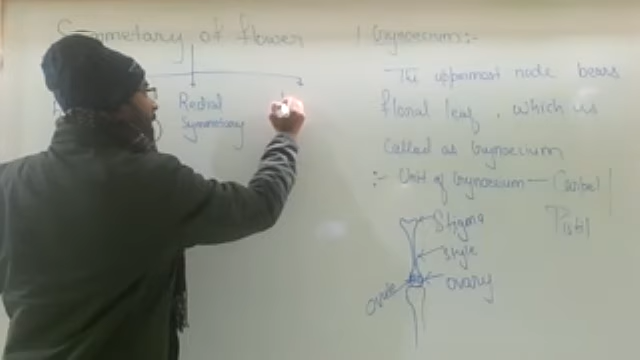 Symmetary of flower
Radial
Symmetary
Gynoecium:-
The uppermost node bears
floral leaf, which is
Called as Gynoecium
:- Unit of Gynoecium — Carbel/
Pistil
Stigma
style
ovary
ovule